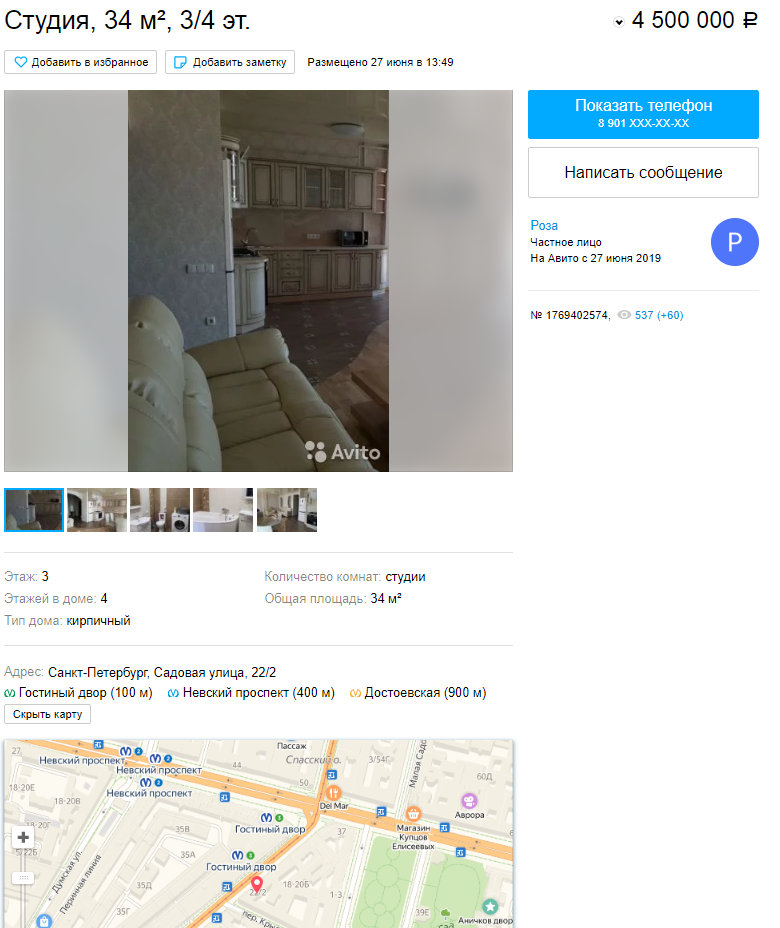 Студия, 34 м², 3/4 эт.
4 500 000 ₽
Добавить в избранное
Добавить заметку
Размещено 27 июня в 13:49
Показать телефон
8 901 XXX-XX-XX
Написать сообщение
Роза
Частное лицо
На Авито с 27 июня 2019
Р
№ 1769402574, 537 (+60)
Avito
Этаж: 3
Количество комнат: студии
Этажей в доме: 4
Общая площадь: 34 м²
Тип дома: кирпичный
Адрес: Санкт-Петербург, Садовая улица, 22/2
Гостиный двор (100 м) Невский проспект (400 м) Достоевская (900 м)
Скрыть карту
27
Пассаж
Невский проспект
Спасский о.
3/54Г
Малая Садо
Невский проспект
44
60Д
18-20Е
50
Невский проспект
18-20В
Del Mar
Аврора
20Г
35В
Гостиный двор
37
Магазин
Купцов
Елисеевых
5/22Б
35А
Гостиный двор
Думская ул.
Перинная линия
35Д
22/2
18-20Б
1-3
35Г
пер. Кры
39Е
Аничков двор
сад